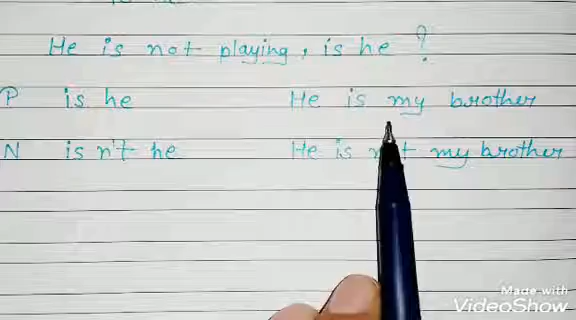 He is not playing, is he ?
P is he He is my brother
N is n't he He is my brother
Made with
VideoShow